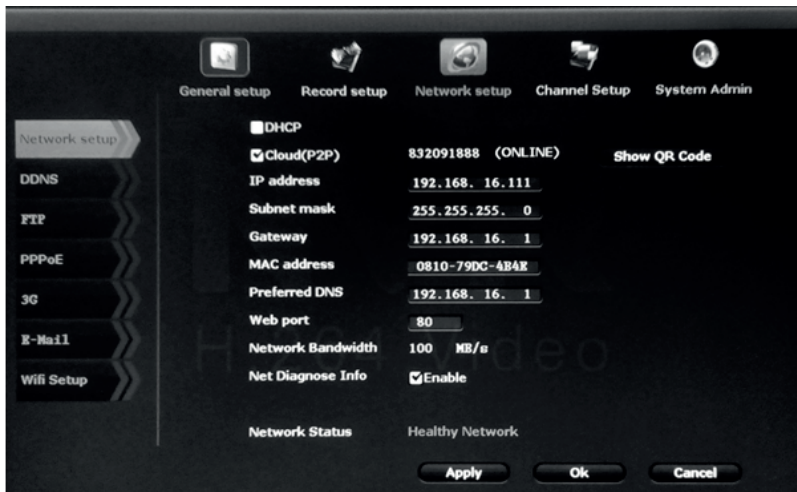 General setup Record setup Network setup Channel Setup System Admin
Network setup
DHCP
Cloud(P2P) 832091888 (ONLINE) Show QR Code
DDNS
IP address 192.168. 16.111
Subnet mask 255.255.255. 0
FTP
Gateway 192.168. 16. 1
PPPoE
MAC address 0810-79DC-4E4E
Preferred DNS 192.168. 16. 1
3G
Web port 80
E-Mail
Network Bandwidth 100 MB/s
H.264 Video
Wifi Setup
Net Diagnose Info Enable
Network Status Healthy Network
Apply Ok Cancel